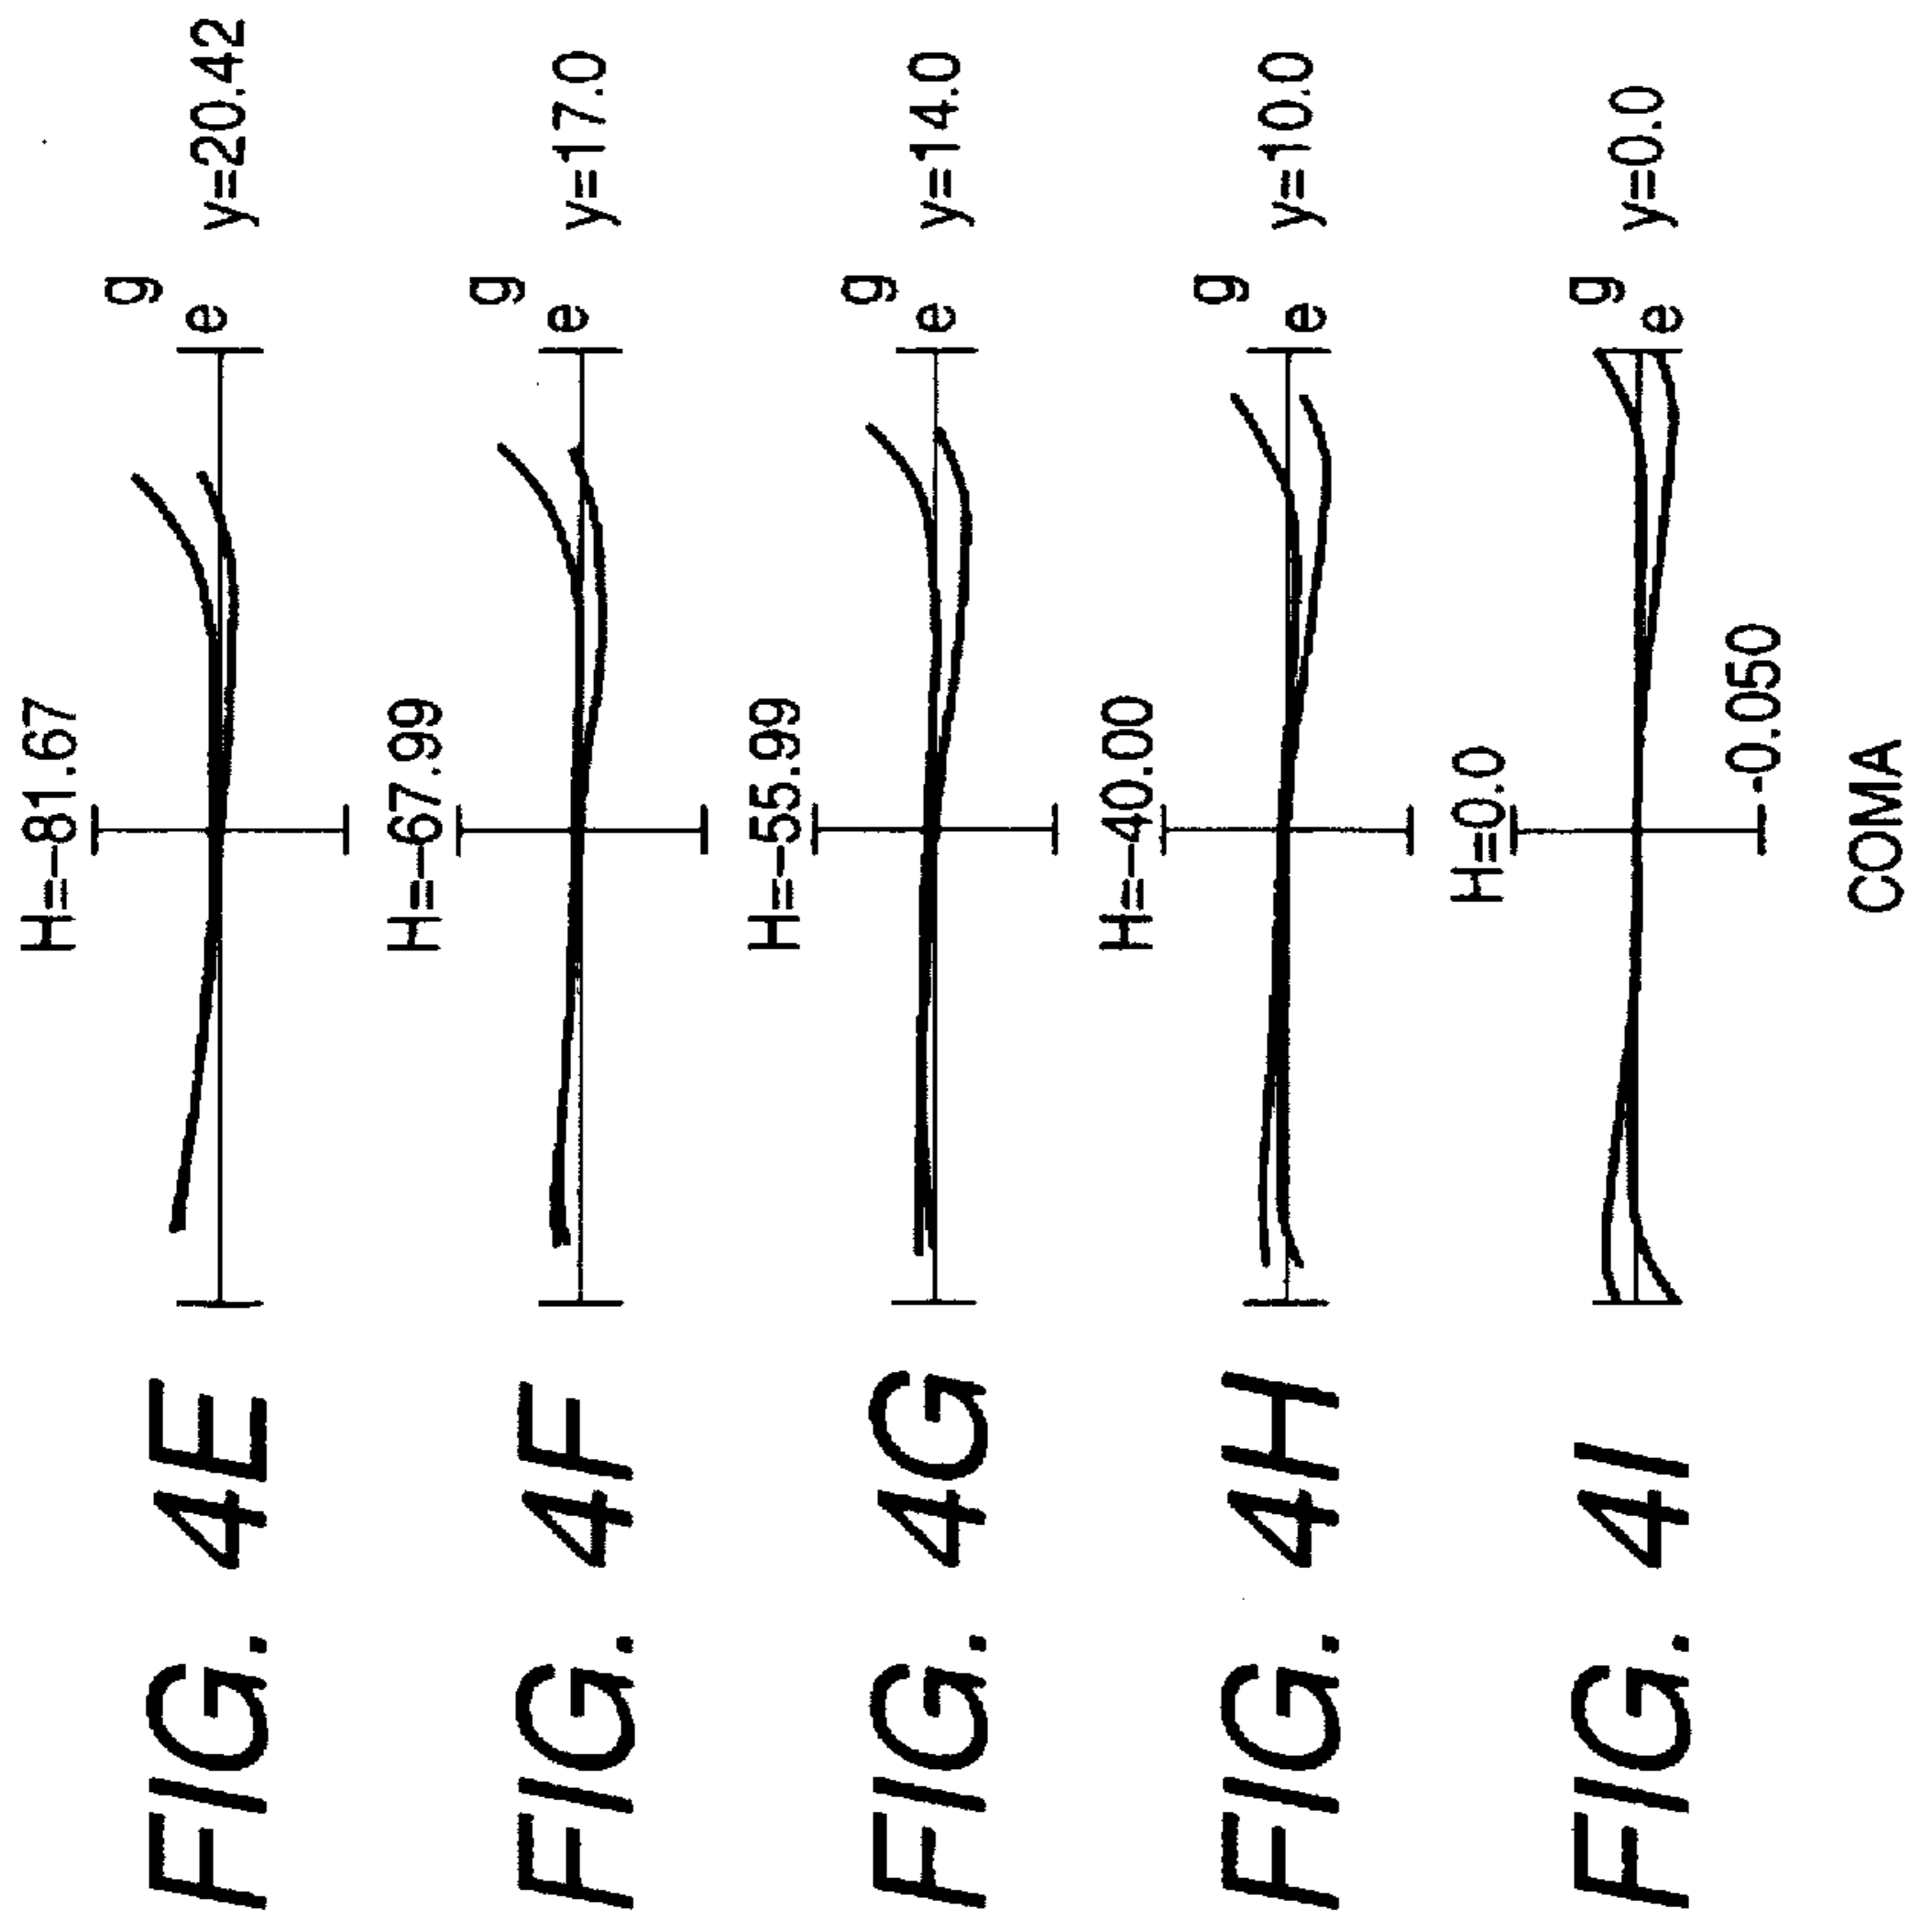 FIG. 4E
H=-81.67
g
e
y=20.42
FIG. 4F
H=-67.99
g
e
y=17.0
FIG. 4G
H=-55.99
g
e
y=14.0
FIG. 4H
H=-40.00
g
e
y=10.0
FIG. 4I
H=0.0
g
e
y=0.0
-0.050
COMA